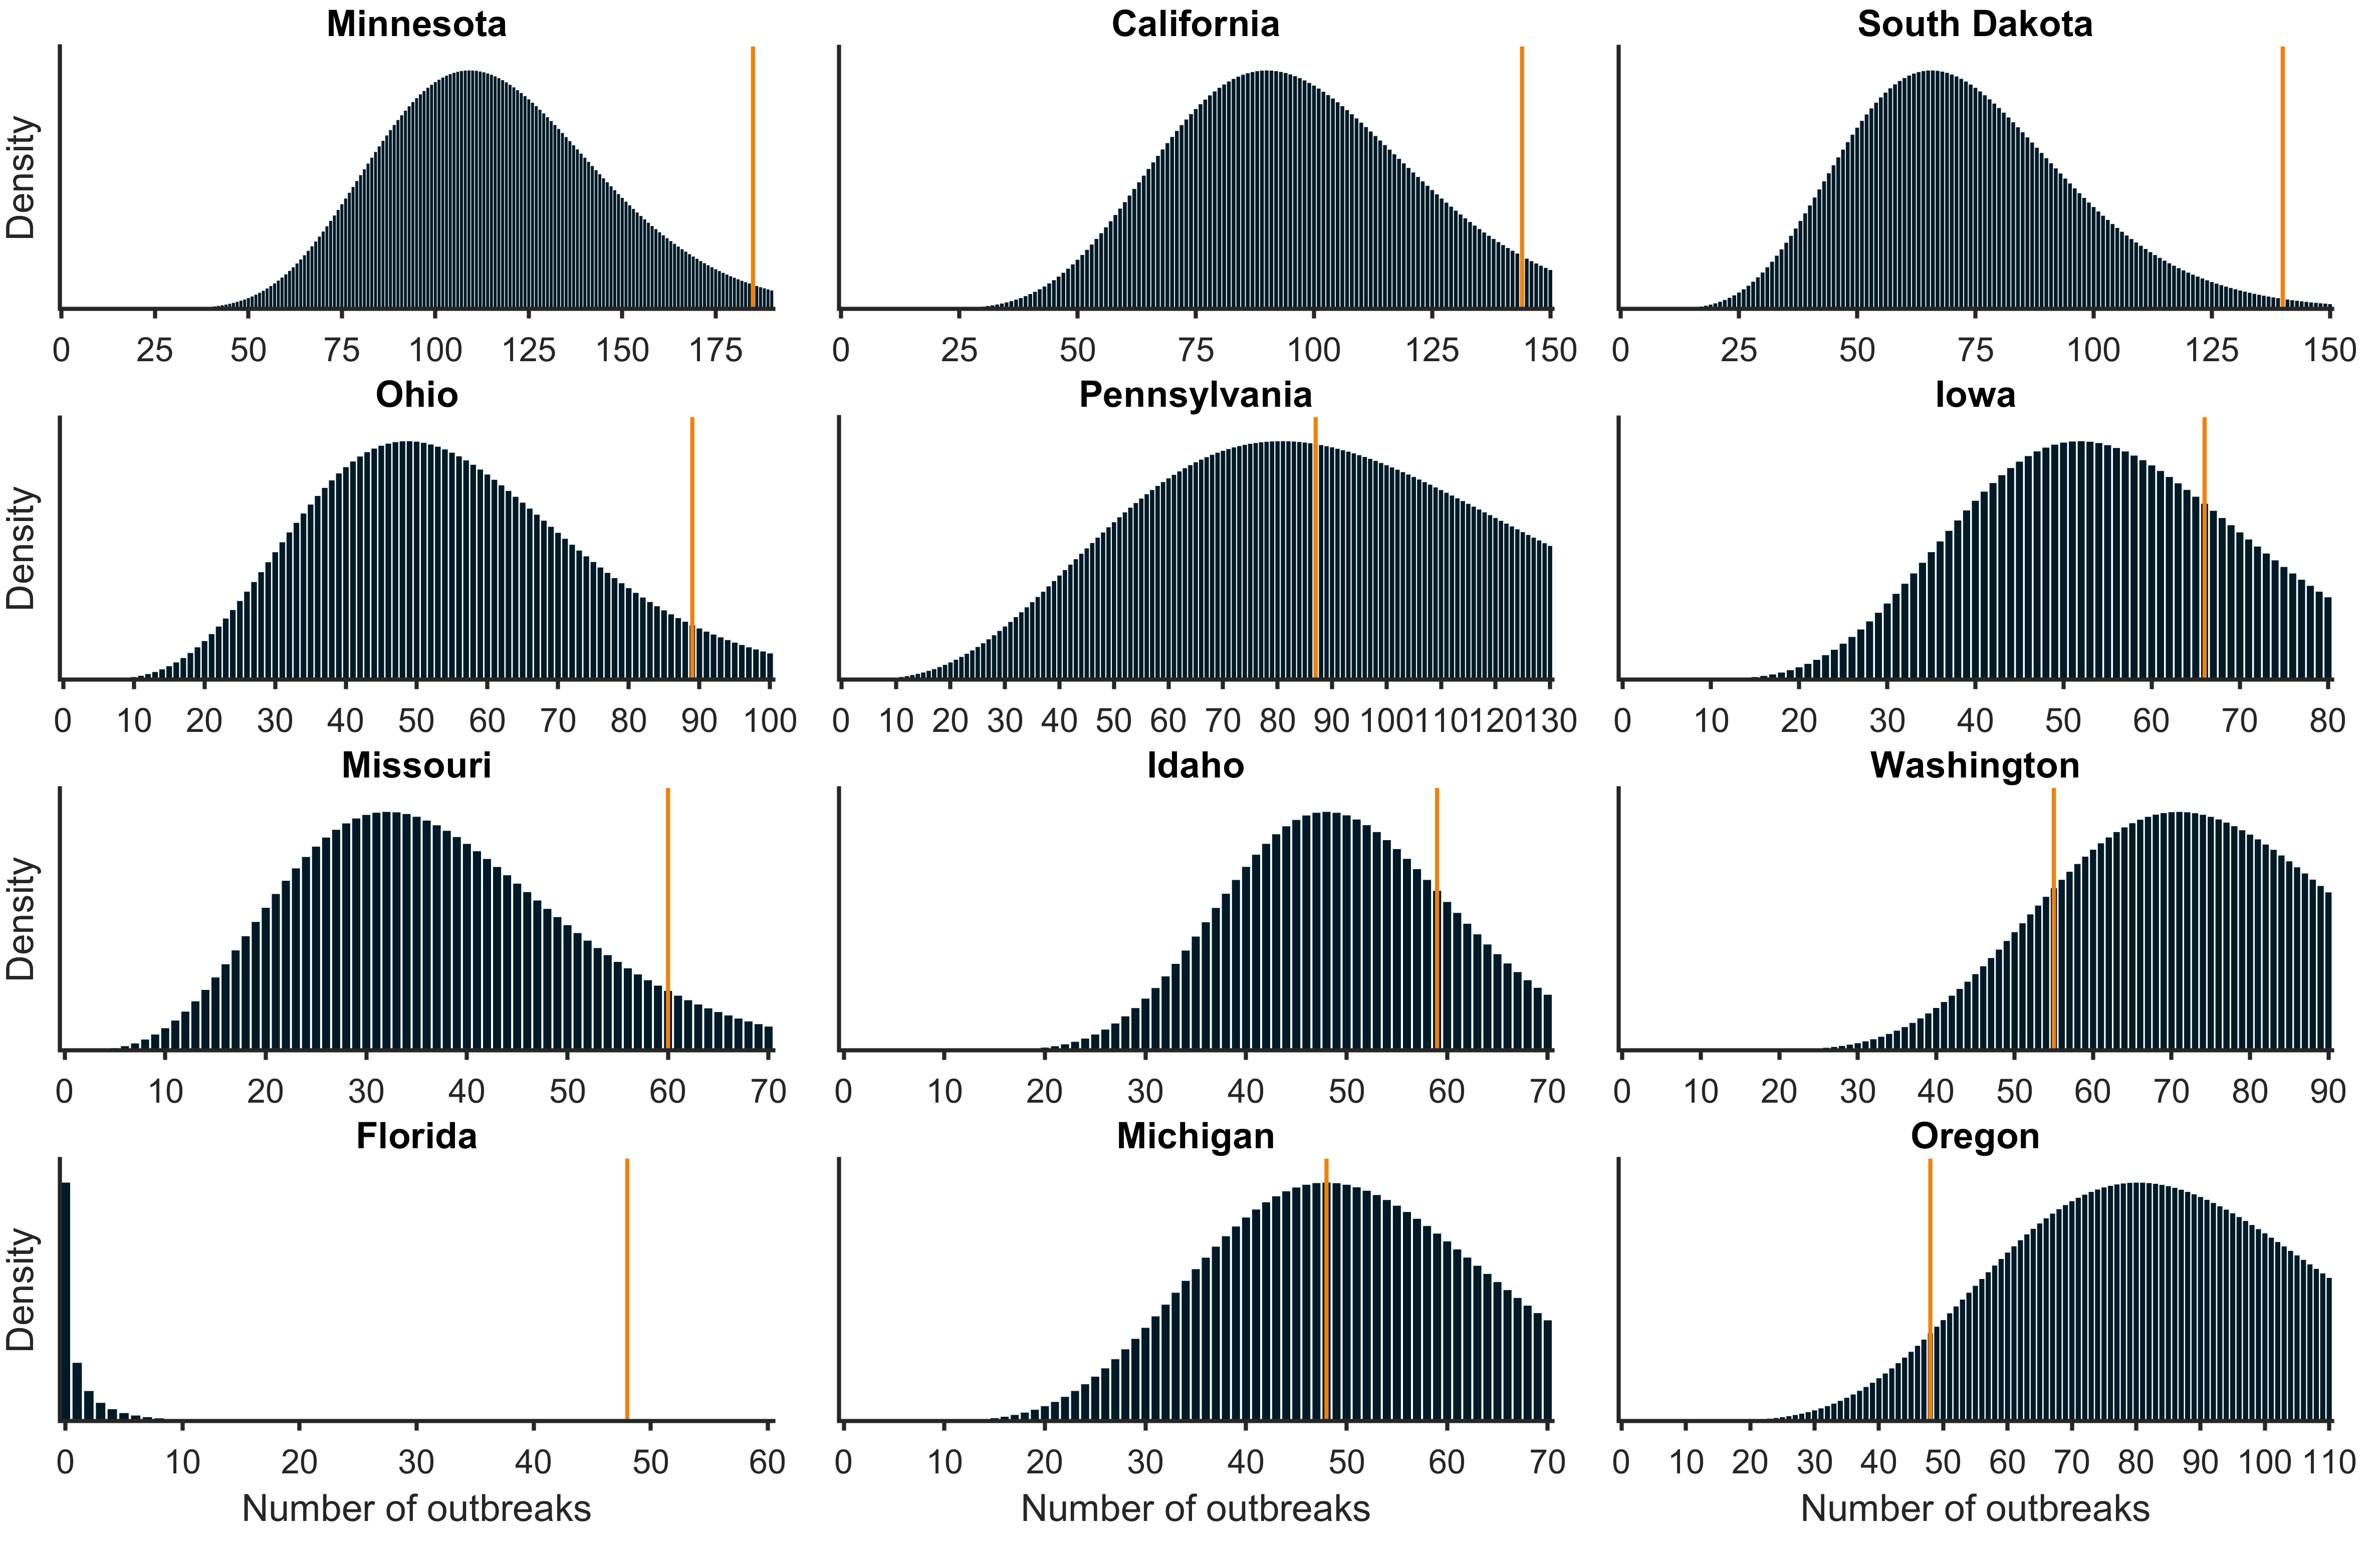 Minnesota California South Dakota
Density
0 25 50 75 100 125 150 175 0 25 50 75 100 125 150 0 25 50 75 100 125 150
Ohio Pennsylvania Iowa
Density
0 10 20 30 40 50 60 70 80 90 100 0 10 20 30 40 50 60 70 80 90 100 110 120 130 0 10 20 30 40 50 60 70 80
Missouri Idaho Washington
Density
0 10 20 30 40 50 60 70 0 10 20 30 40 50 60 70 0 10 20 30 40 50 60 70 80 90
Florida Michigan Oregon
Density
0 10 20 30 40 50 60 0 10 20 30 40 50 60 70 0 10 20 30 40 50 60 70 80 90 100 110
Number of outbreaks Number of outbreaks Number of outbreaks